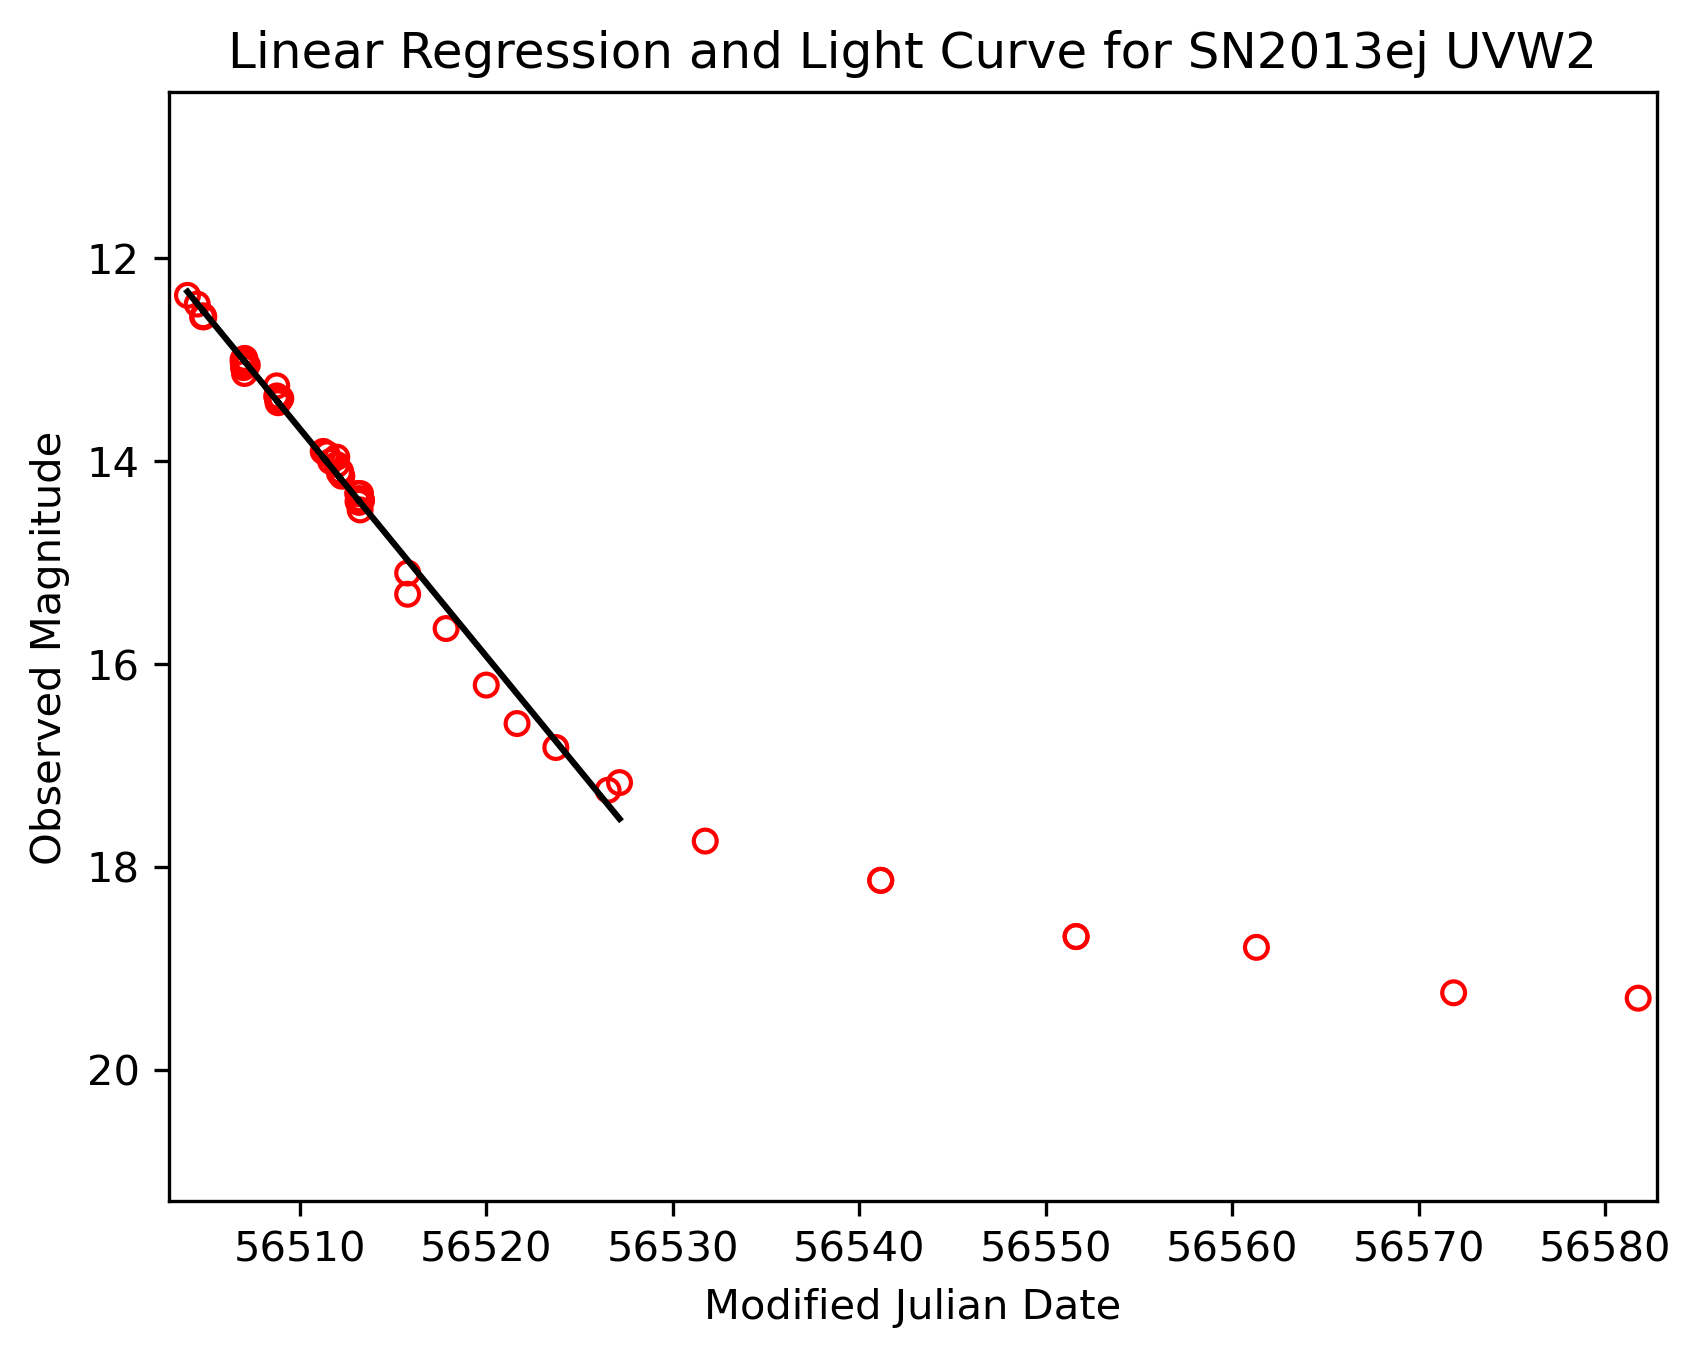 Linear Regression and Light Curve for SN2013ej UVW2
Observed Magnitude
12
14
16
18
20
56510 56520 56530 56540 56550 56560 56570 56580
Modified Julian Date